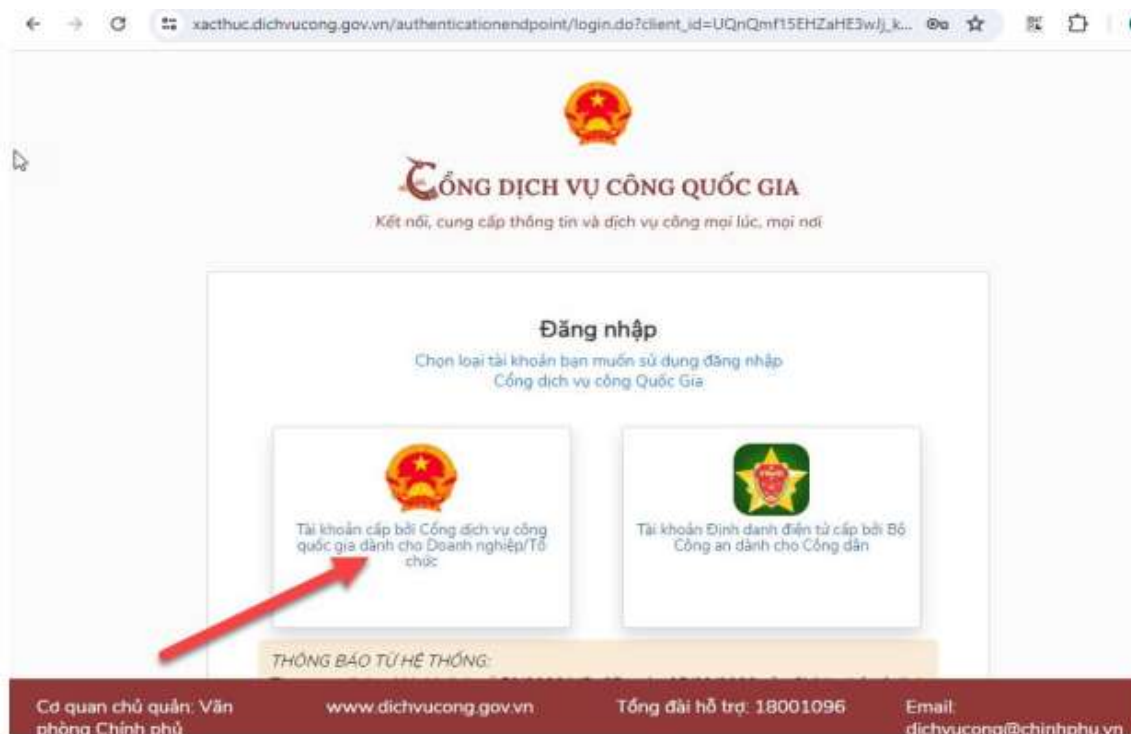 xacthuc.dichvucong.gov.vn/authenticationendpoint/login.do?client_id=UQnQmf15EHZaHE3wJj_k...
CỔNG DỊCH VỤ CÔNG QUỐC GIA
Kết nối, cung cấp thông tin và dịch vụ công mọi lúc, mọi nơi
Đăng nhập
Chọn loại tài khoản bạn muốn sử dụng đăng nhập
Cổng dịch vụ công Quốc Gia
Tài khoản cấp bởi Cổng dịch vụ công
quốc gia dành cho Doanh nghiệp/Tổ
chức
Tài khoản Định danh điện tử cấp bởi Bộ
Công an dành cho Công dân
THÔNG BÁO TỪ HỆ THỐNG:
Cơ quan chủ quản: Văn
phòng Chính phủ
www.dichvucong.gov.vn
Tổng đài hỗ trợ: 18001096
Email:
dichvucong@chinhphu.vn